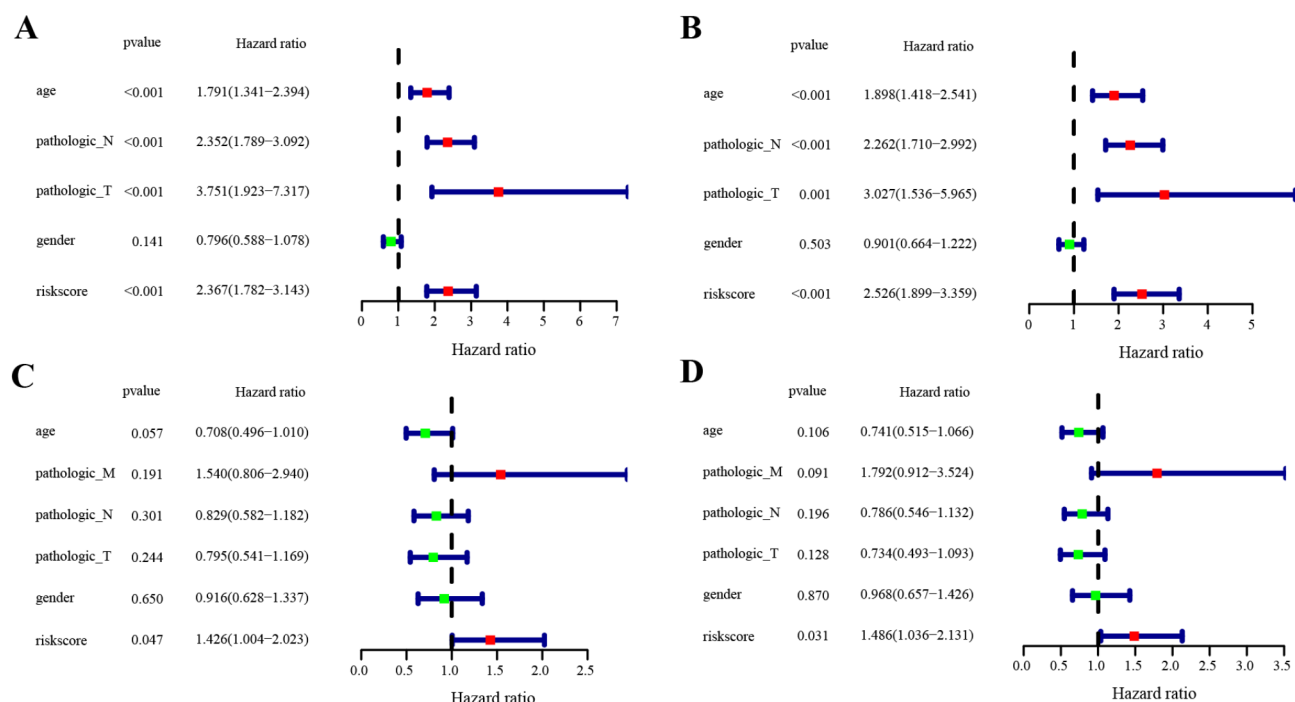 A
pvalue Hazard ratio
age <0.001 1.791(1.341−2.394)
pathologic_N <0.001 2.352(1.789−3.092)
pathologic_T <0.001 3.751(1.923−7.317)
gender 0.141 0.796(0.588−1.078)
riskscore <0.001 2.367(1.782−3.143)
0 1 2 3 4 5 6 7
Hazard ratio
B
pvalue Hazard ratio
age <0.001 1.898(1.418−2.541)
pathologic_N <0.001 2.262(1.710−2.992)
pathologic_T 0.001 3.027(1.536−5.965)
gender 0.503 0.901(0.664−1.222)
riskscore <0.001 2.526(1.899−3.359)
0 1 2 3 4 5
Hazard ratio
C
pvalue Hazard ratio
age 0.057 0.708(0.496−1.010)
pathologic_M 0.191 1.540(0.806−2.940)
pathologic_N 0.301 0.829(0.582−1.182)
pathologic_T 0.244 0.795(0.541−1.169)
gender 0.650 0.916(0.628−1.337)
riskscore 0.047 1.426(1.004−2.023)
0.0 0.5 1.0 1.5 2.0 2.5
Hazard ratio
D
pvalue Hazard ratio
age 0.106 0.741(0.515−1.066)
pathologic_M 0.091 1.792(0.912−3.524)
pathologic_N 0.196 0.786(0.546−1.132)
pathologic_T 0.128 0.734(0.493−1.093)
gender 0.870 0.968(0.657−1.426)
riskscore 0.031 1.486(1.036−2.131)
0.0 0.5 1.0 1.5 2.0 2.5 3.0 3.5
Hazard ratio